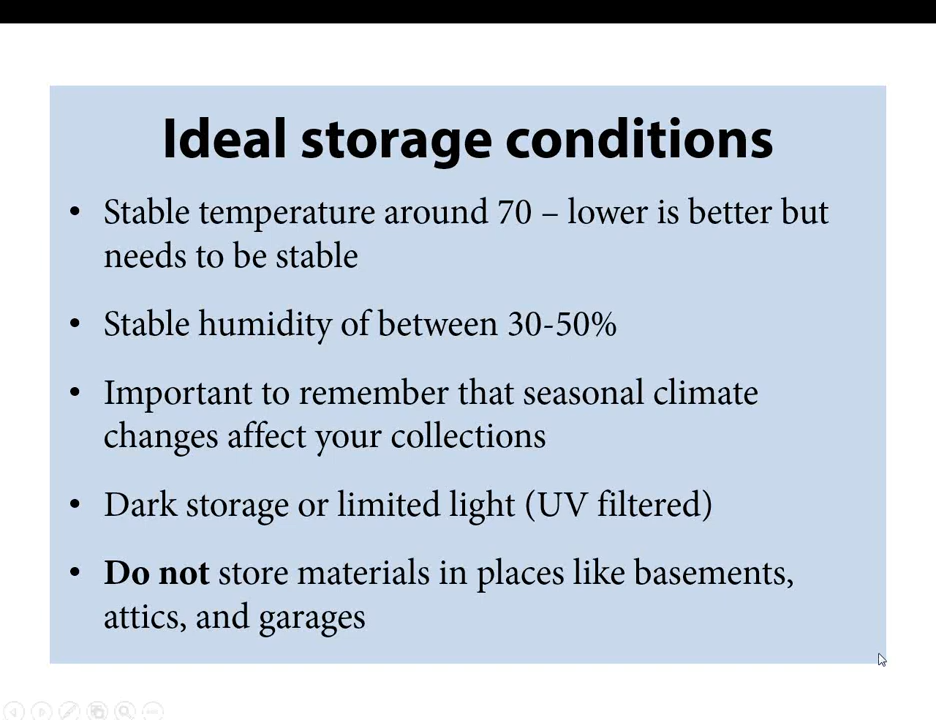 Ideal storage conditions
• Stable temperature around 70 – lower is better but
needs to be stable
• Stable humidity of between 30-50%
• Important to remember that seasonal climate
changes affect your collections
• Dark storage or limited light (UV filtered)
• Do not store materials in places like basements,
attics, and garages